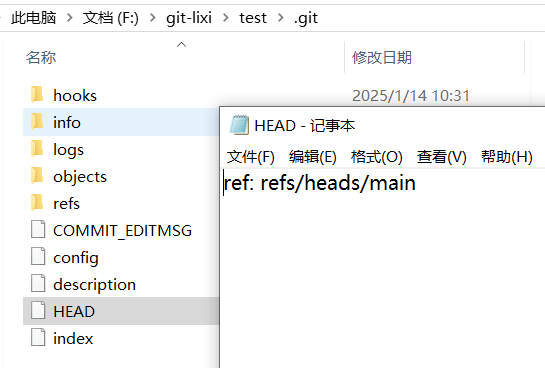 此电脑 > 文档 (F:) > git-lixi > test > .git
名称 修改日期
hooks 2025/1/14 10:31
info
logs
objects
refs
COMMIT_EDITMSG
config
description
HEAD
index
HEAD - 记事本
文件(F) 编辑(E) 格式(O) 查看(V) 帮助(H)
ref: refs/heads/main